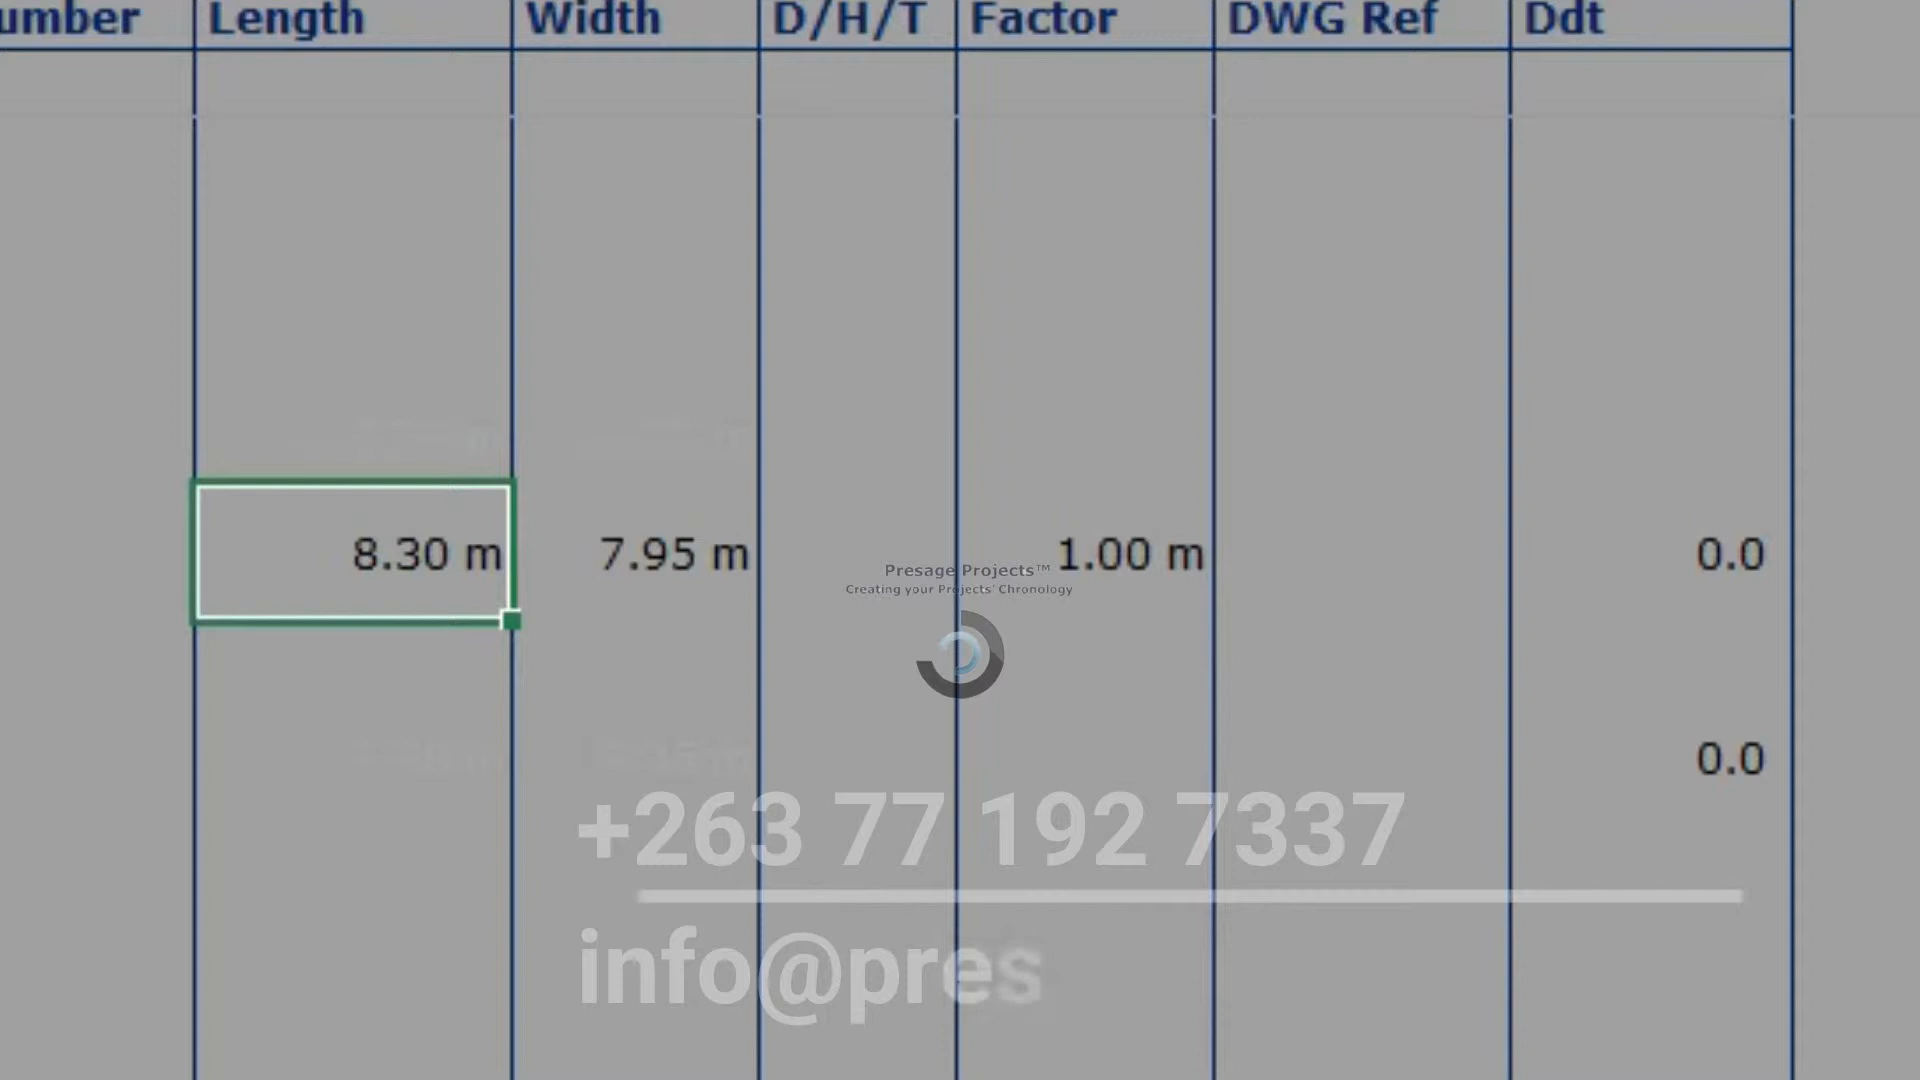 umber Length Width D/H/T Factor DWG Ref Ddt
8.30 m 7.95 m 1.00 m 0.0
Presage Projects™
Creating your Projects' Chronology
0.0
+263 77 192 7337
info@pres